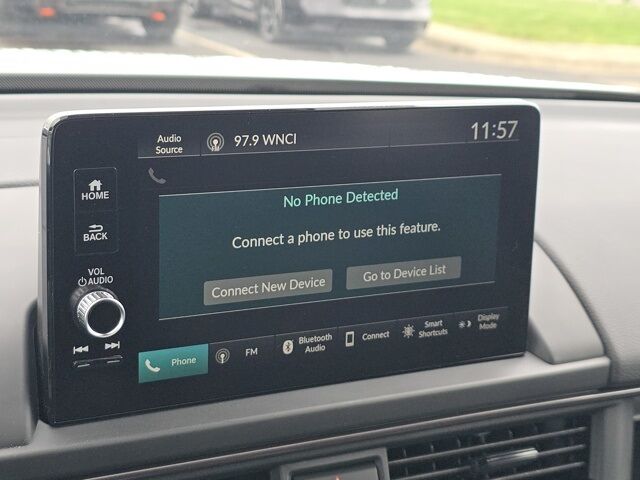 Audio
Source
FM
97.9 WNCI
11:57
HOME
BACK
VOL
AUDIO
No Phone Detected
Connect a phone to use this feature.
Connect New Device
Go to Device List
Phone
FM
Bluetooth
Audio
Connect
Smart
Shortcuts
Display
Mode